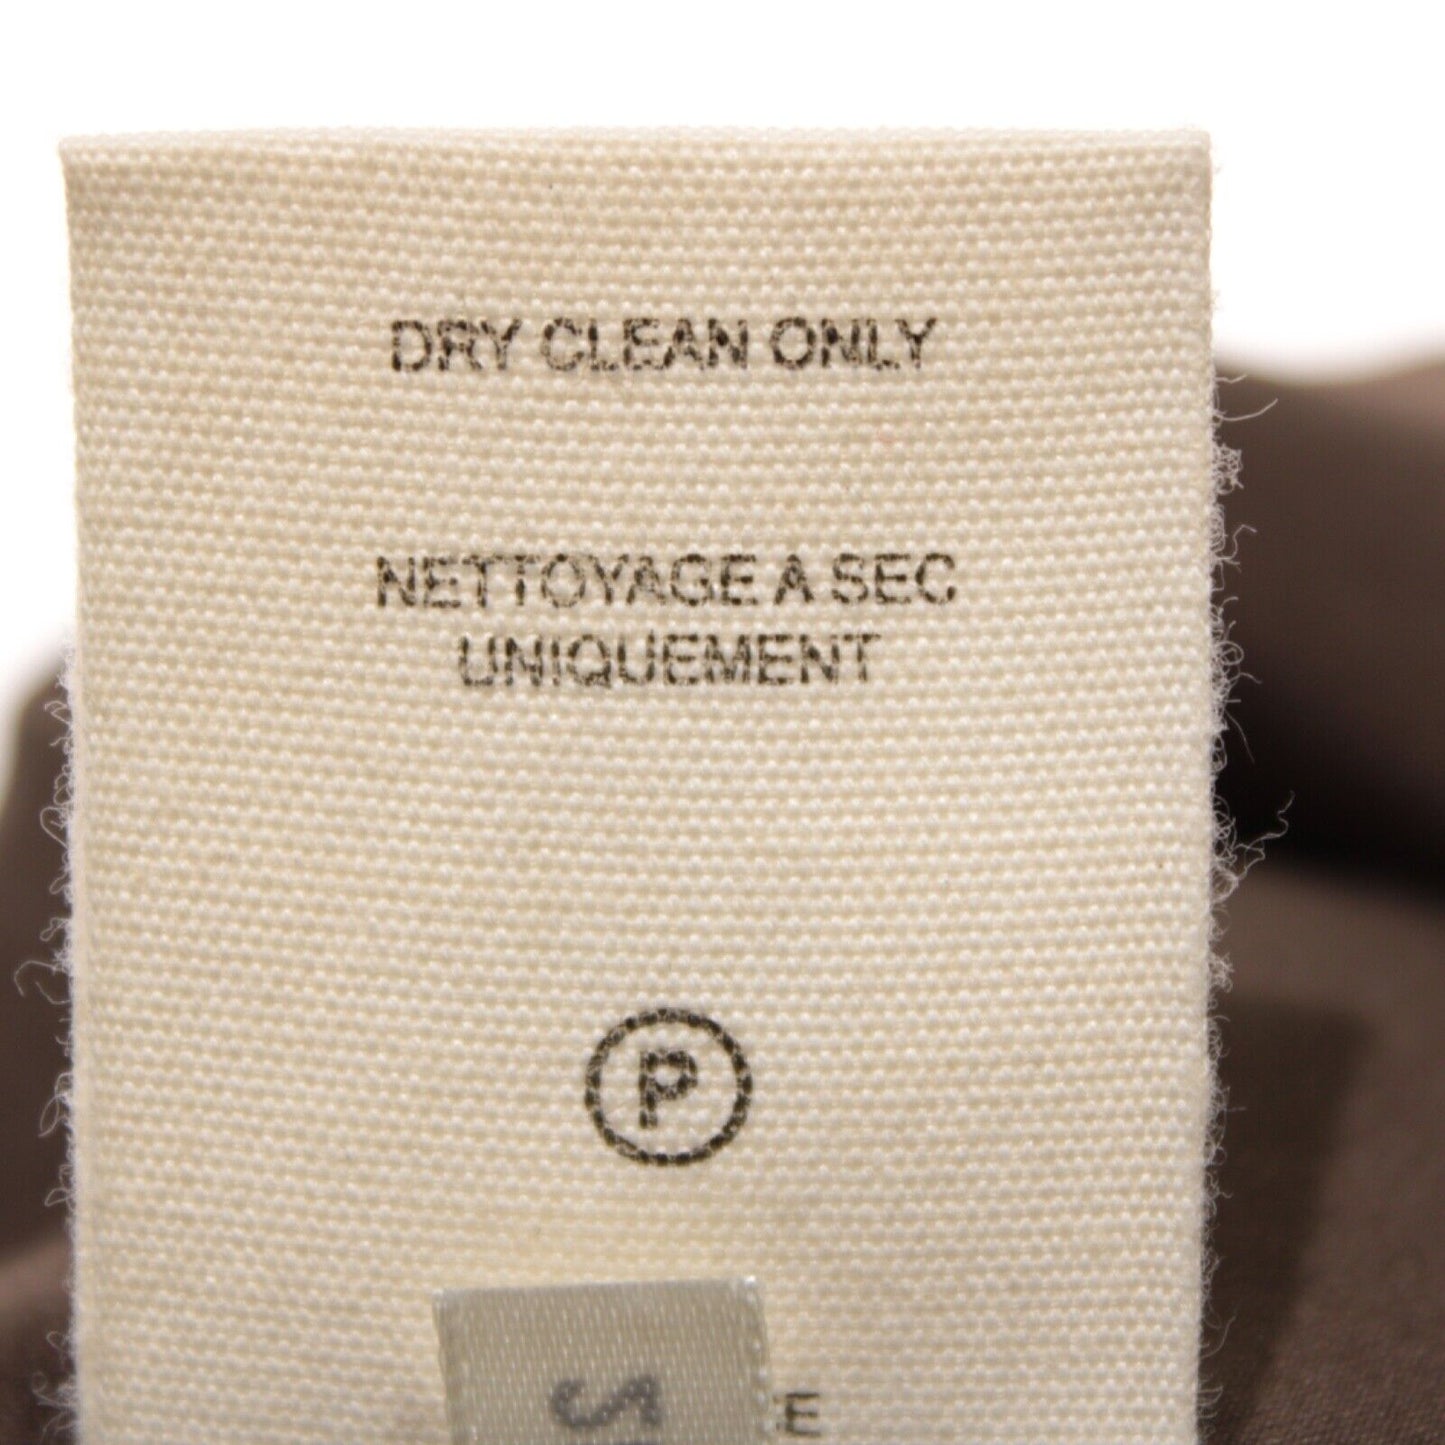 DRY CLEAN ONLY
NETTOYAGE A SEC
UNIQUEMENT
P
S